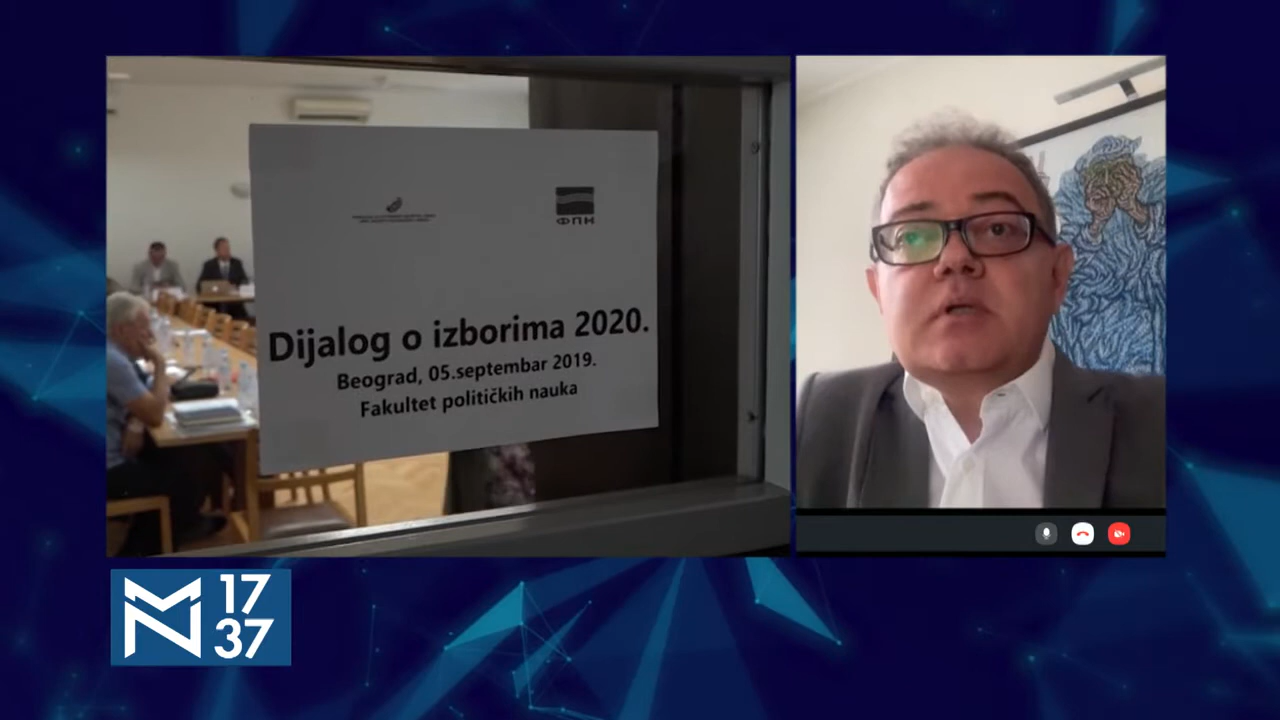 ФПН
Dijalog o izborima 2020.
Beograd, 05.septembar 2019.
Fakultet političkih nauka
17
37